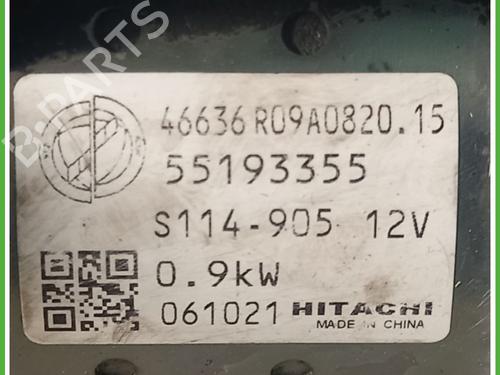 B-PARTS
46636 R09A0820.15
55193355
S114-905 12V
0.9kW
061021 HITACHI
MADE IN CHINA